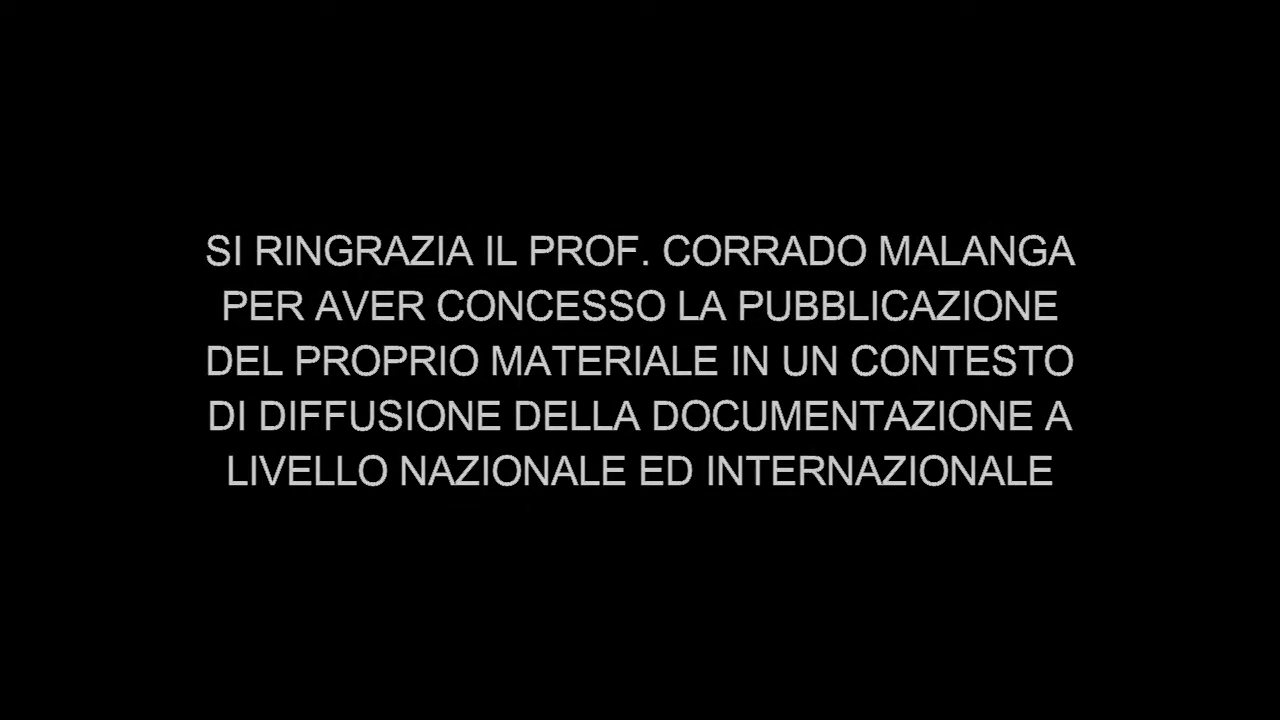 SI RINGRAZIA IL PROF. CORRADO MALANGA
PER AVER CONCESSO LA PUBBLICAZIONE
DEL PROPRIO MATERIALE IN UN CONTESTO
DI DIFFUSIONE DELLA DOCUMENTAZIONE A
LIVELLO NAZIONALE ED INTERNAZIONALE